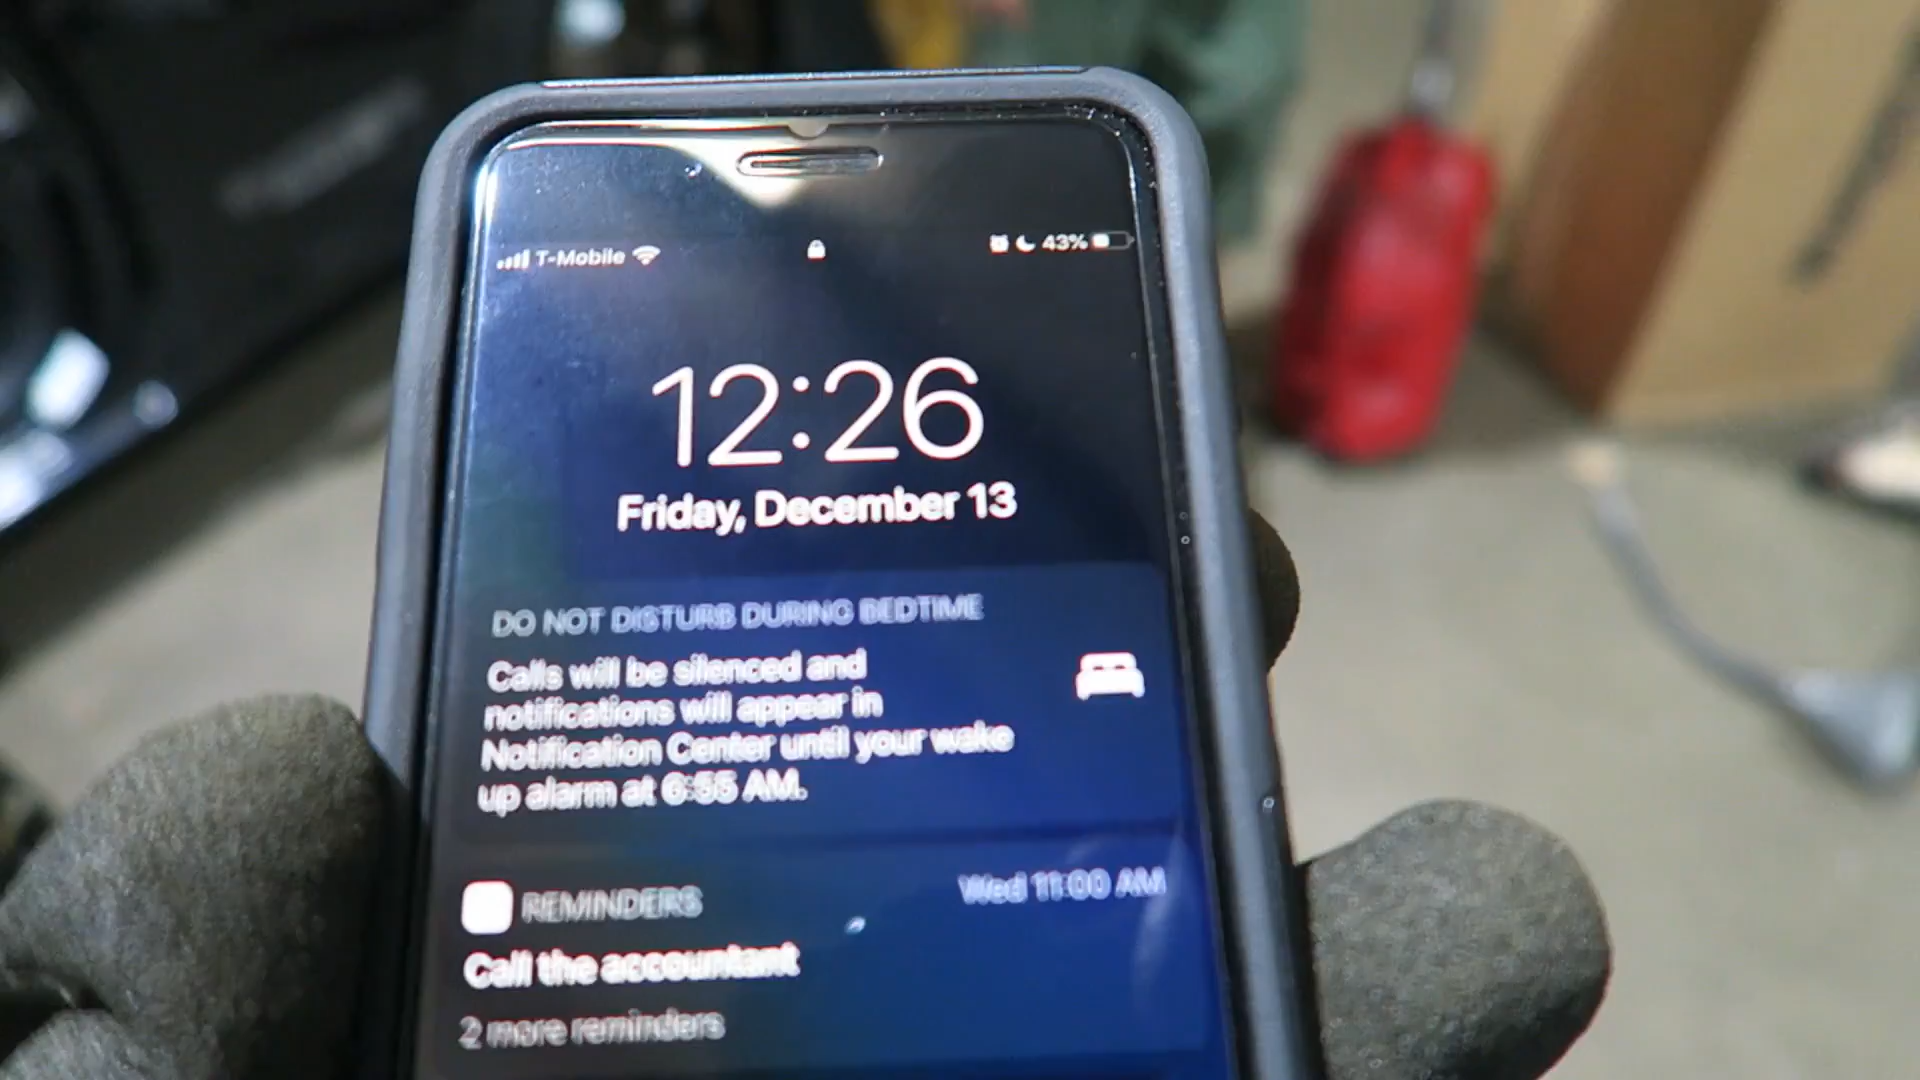 T-Mobile
43%
12:26
Friday, December 13
DO NOT DISTURB DURING BEDTIME
Calls will be silenced and
notifications will appear in
Notification Center until your wake
up alarm at 6:55 AM.
REMINDERS
Wed 11:00 AM
Call the accountant
2 more reminders